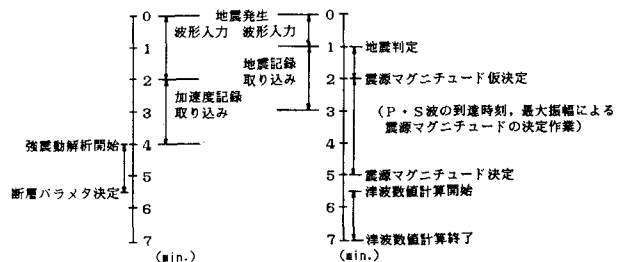 地震発生
波形入力
波形入力
地震記録
取り込み
加速度記録
取り込み
強震動解析開始
断層パラメタ決定
0
1
2
3
4
5
6
7
(min.)
0
1
2
3
4
5
6
7
(min.)
地震判定
震源マグニチュード仮決定
(P・S波の到達時刻，最大振幅による
震源マグニチュードの決定作業)
震源マグニチュード決定
津波数値計算開始
津波数値計算終了